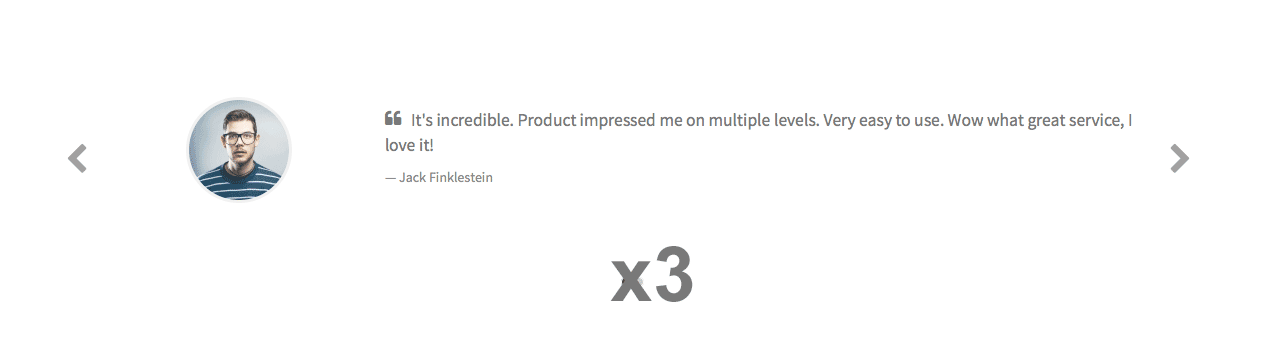 ❝ It's incredible. Product impressed me on multiple levels. Very easy to use. Wow what great service, I
love it!
— Jack Finklestein
x3